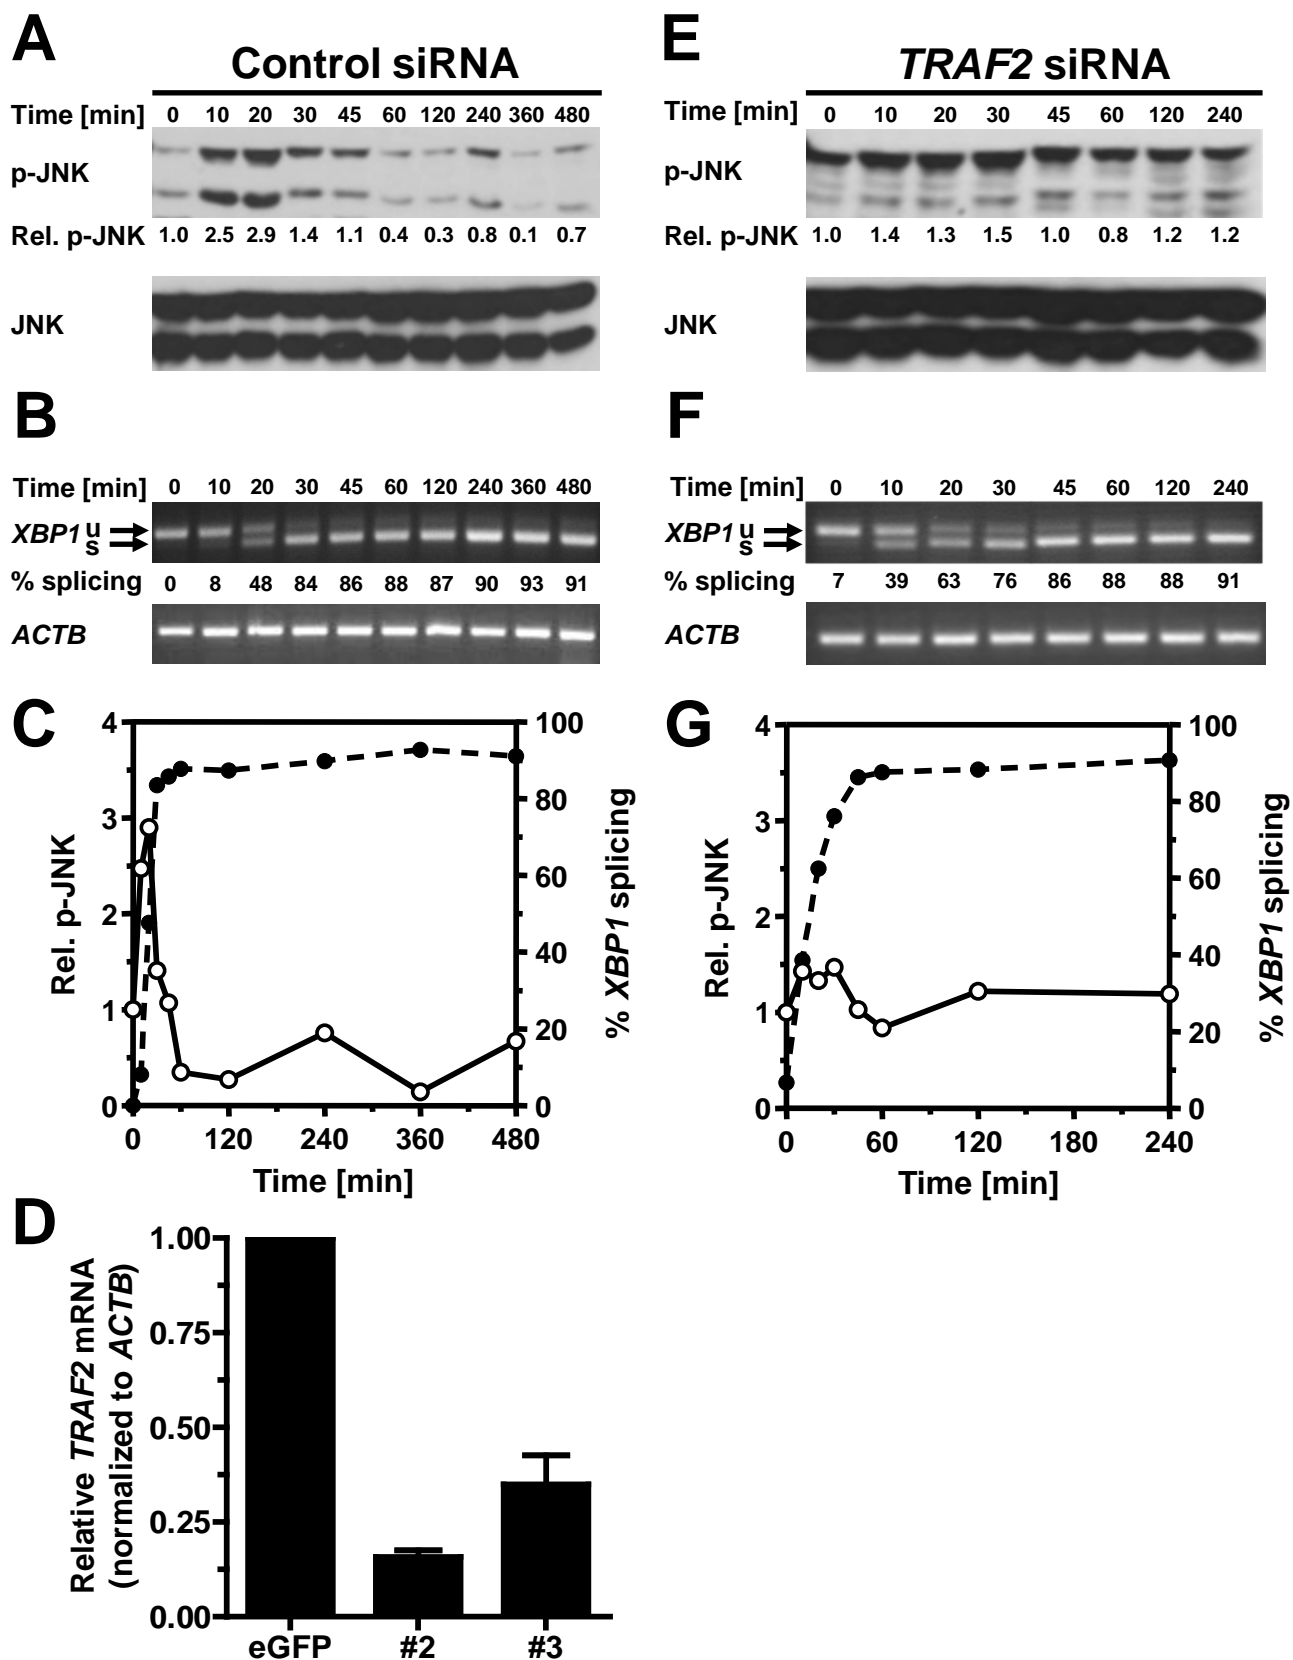 A
Control siRNA
Time [min] 0 10 20 30 45 60 120 240 360 480
p-JNK
Rel. p-JNK 1.0 2.5 2.9 1.4 1.1 0.4 0.3 0.8 0.1 0.7
JNK
B
Time [min] 0 10 20 30 45 60 120 240 360 480
XBP1 u
s
% splicing 0 8 48 84 86 88 87 90 93 91
ACTB
C
4
3
2
1
0
Rel. p-JNK
100
80
60
40
20
0
% XBP1 splicing
0 120 240 360 480
Time [min]
D
1.00
0.75
0.50
0.25
0.00
Relative TRAF2 mRNA
(normalized to ACTB)
eGFP #2 #3
E
TRAF2 siRNA
Time [min] 0 10 20 30 45 60 120 240
p-JNK
Rel. p-JNK 1.0 1.4 1.3 1.5 1.0 0.8 1.2 1.2
JNK
F
Time [min] 0 10 20 30 45 60 120 240
XBP1 u
s
% splicing 7 39 63 76 86 88 88 91
ACTB
G
4
3
2
1
0
Rel. p-JNK
100
80
60
40
20
0
% XBP1 splicing
0 60 120 180 240
Time [min]